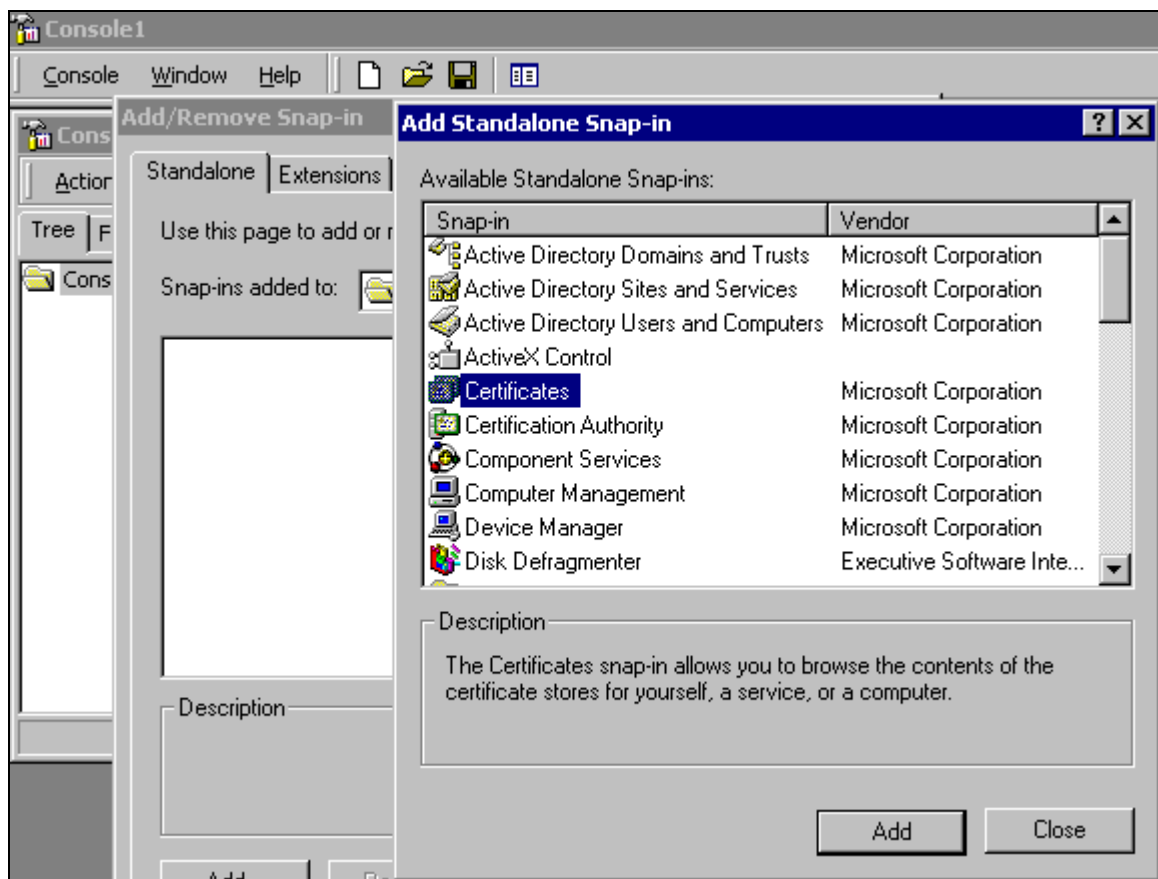 Console1
Console Window Help
Add/Remove Snap-in
Add Standalone Snap-in
Cons
Action
Standalone Extensions
Available Standalone Snap-ins:
Snap-in Vendor
Tree F
Use this page to add or r
Active Directory Domains and Trusts Microsoft Corporation
Cons
Snap-ins added to:
Active Directory Sites and Services Microsoft Corporation
Active Directory Users and Computers Microsoft Corporation
ActiveX Control
Certificates Microsoft Corporation
Certification Authority Microsoft Corporation
Component Services Microsoft Corporation
Computer Management Microsoft Corporation
Device Manager Microsoft Corporation
Disk Defragmenter Executive Software Inte...
Description
The Certificates snap-in allows you to browse the contents of the
certificate stores for yourself, a service, or a computer.
Description
Add Close
Add...